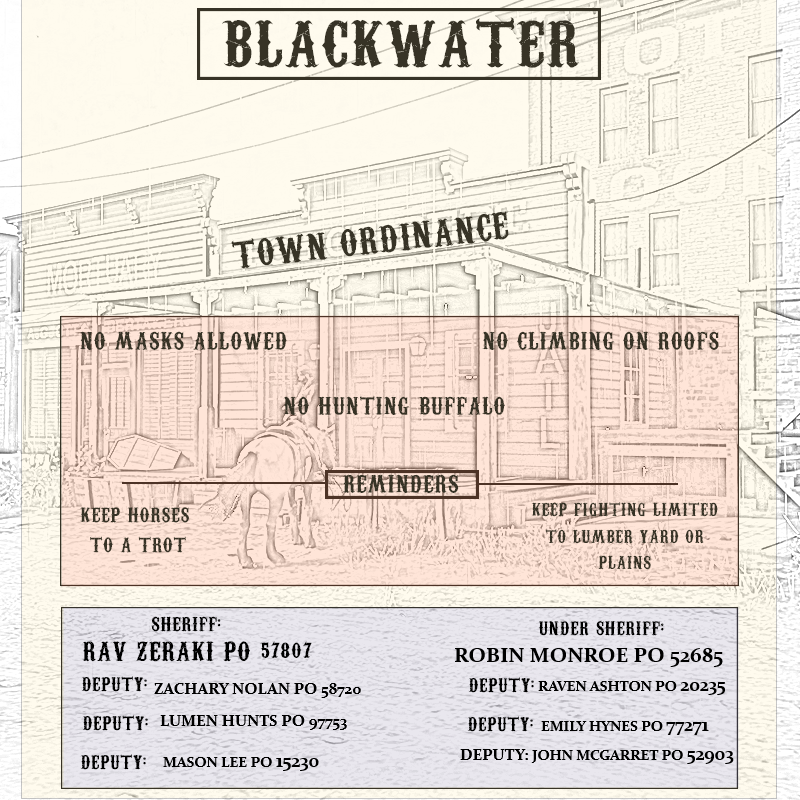 BLACKWATER
TOWN ORDINANCE
NO MASKS ALLOWED
NO CLIMBING ON ROOFS
NO HUNTING BUFFALO
JAIL
REMINDERS
KEEP HORSES
TO A TROT
KEEP FIGHTING LIMITED
TO LUMBER YARD OR
PLAINS
SHERIFF:
RAV ZERAKI PO 57807
UNDER SHERIFF:
ROBIN MONROE PO 52685
DEPUTY: ZACHARY NOLAN PO 58720
DEPUTY: RAVEN ASHTON PO 20235
DEPUTY: LUMEN HUNTS PO 97753
DEPUTY: EMILY HYNES PO 77271
DEPUTY: MASON LEE PO 15230
DEPUTY: JOHN MCGARRET PO 52903